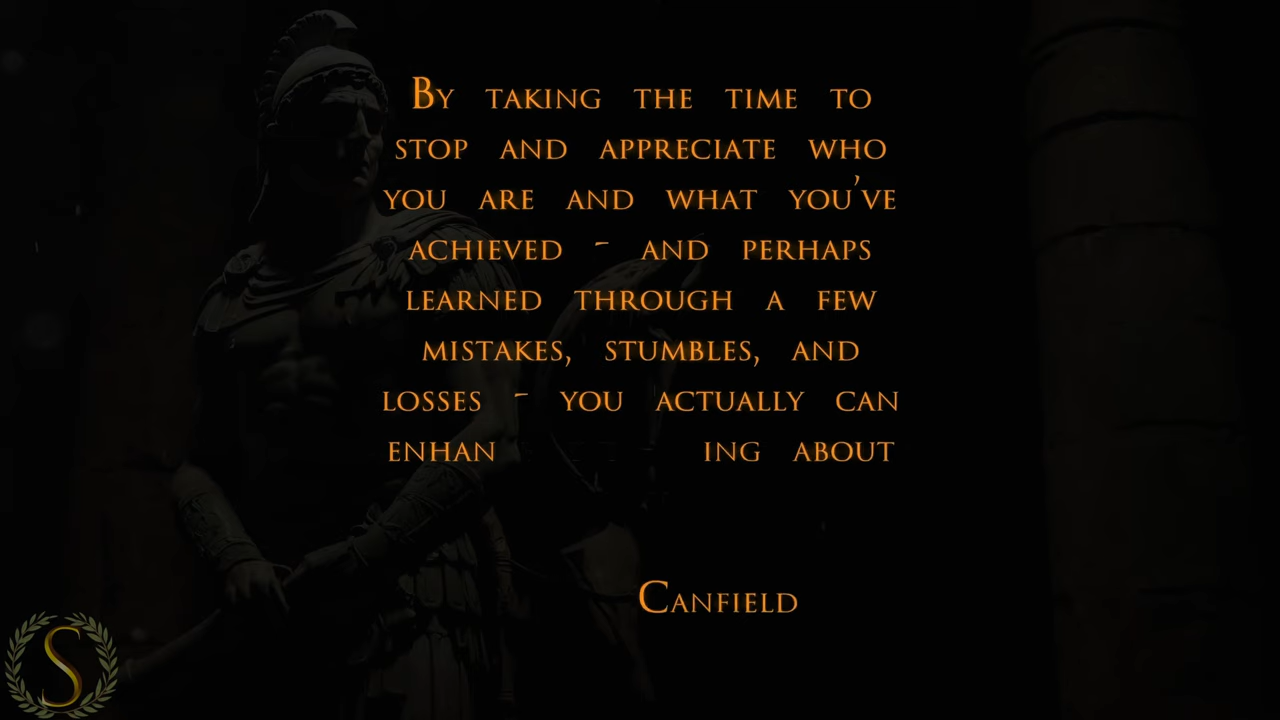 By taking the time to
stop and appreciate who
you are and what you've
achieved - and perhaps
learned through a few
mistakes, stumbles, and
losses - you actually can
enhan ing about
Canfield
S